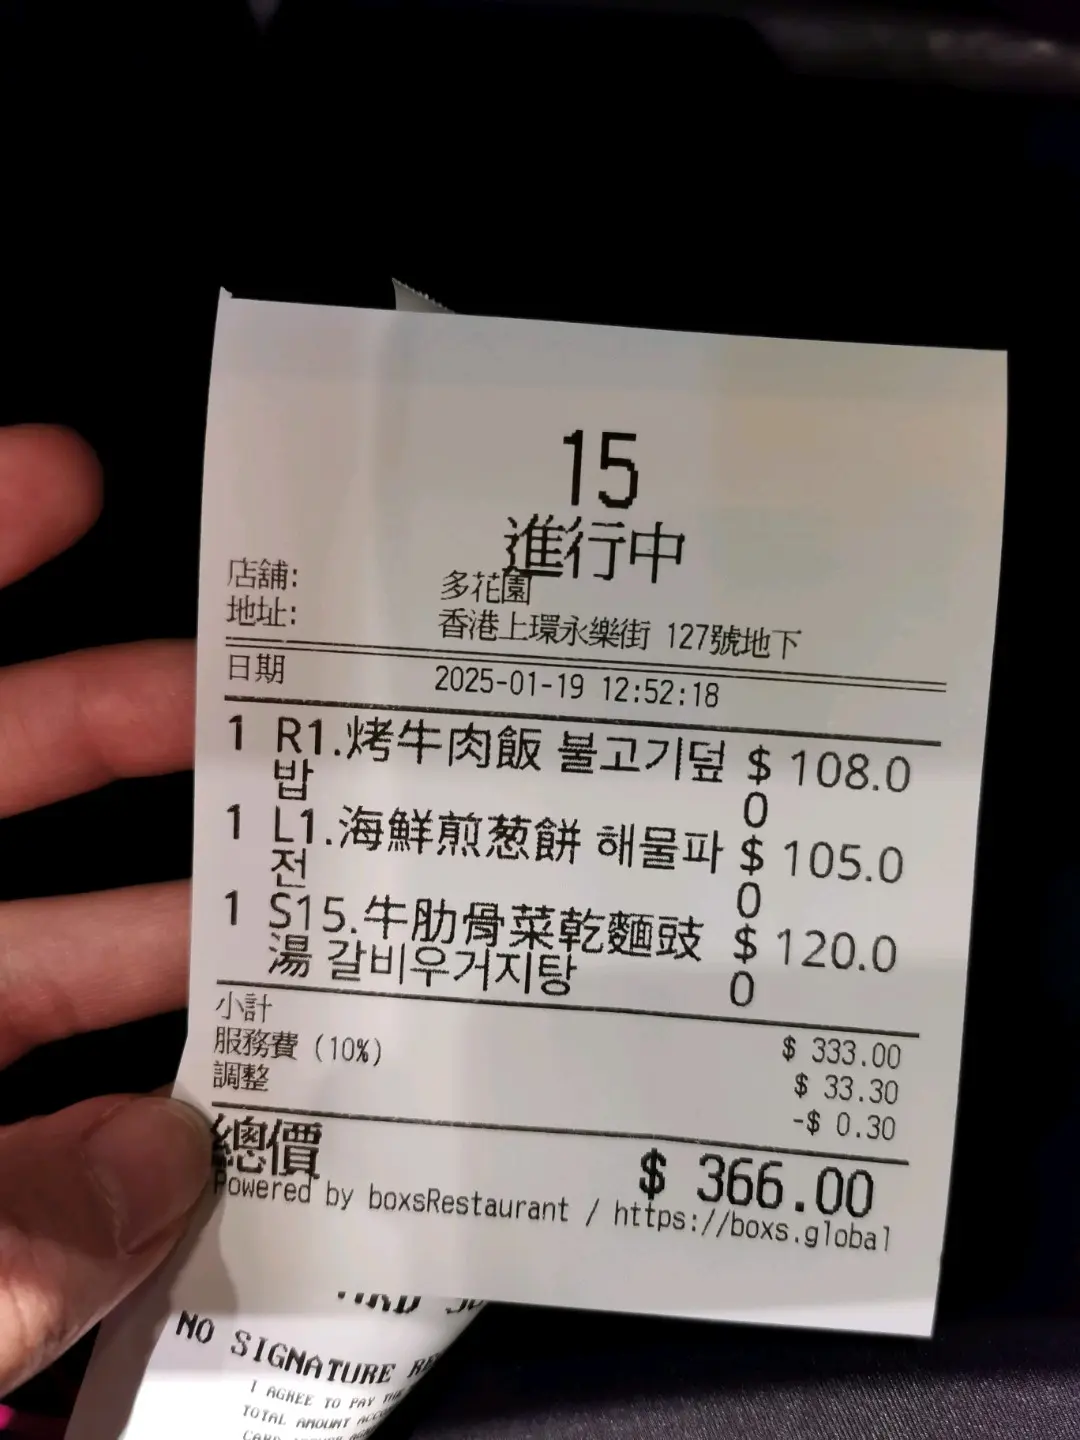 15
進行中
店舖: 多花園
地址: 香港上環永樂街 127號地下
日期 2025-01-19 12:52:18
1 R1.烤牛肉飯 불고기덮 $ 108.0
밥 0
1 L1.海鮮煎葱餅 해물파 $ 105.0
전 0
1 S15.牛肋骨菜乾麵豉 $ 120.0
湯 갈비우거지탕 0
小計 $ 333.00
服務費 (10%) $ 33.30
調整 -$ 0.30
總價 $ 366.00
Powered by boxsRestaurant / https://boxs.global
NO SIGNATURE
I AGREE TO PAY
TOTAL AMOUNT